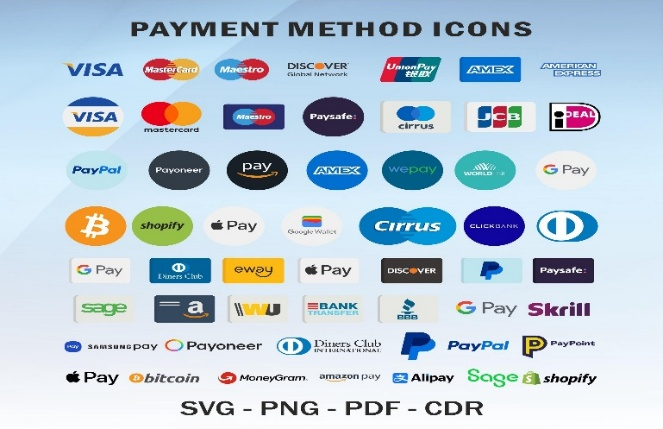 PAYMENT METHOD ICONS
VISA MasterCard Maestro DISCOVER Global Network UnionPay 银联 AMEX AMERICAN EXPRESS
VISA mastercard Maestro Paysafe: cirrus JCB iDEAL
PayPal Payoneer pay AMEX wepay WORLD G Pay
shopify Pay Google Wallet Cirrus CLICKBANK
G Pay Diners Club eway Pay DISCOVER Paysafe:
sage a WU BANK TRANSFER BBB G Pay Skrill
Pay SAMSUNG pay Payoneer Diners Club INTERNATIONAL PayPal PayPoint
Pay bitcoin MoneyGram. amazon pay Alipay Sage shopify
SVG - PNG - PDF - CDR